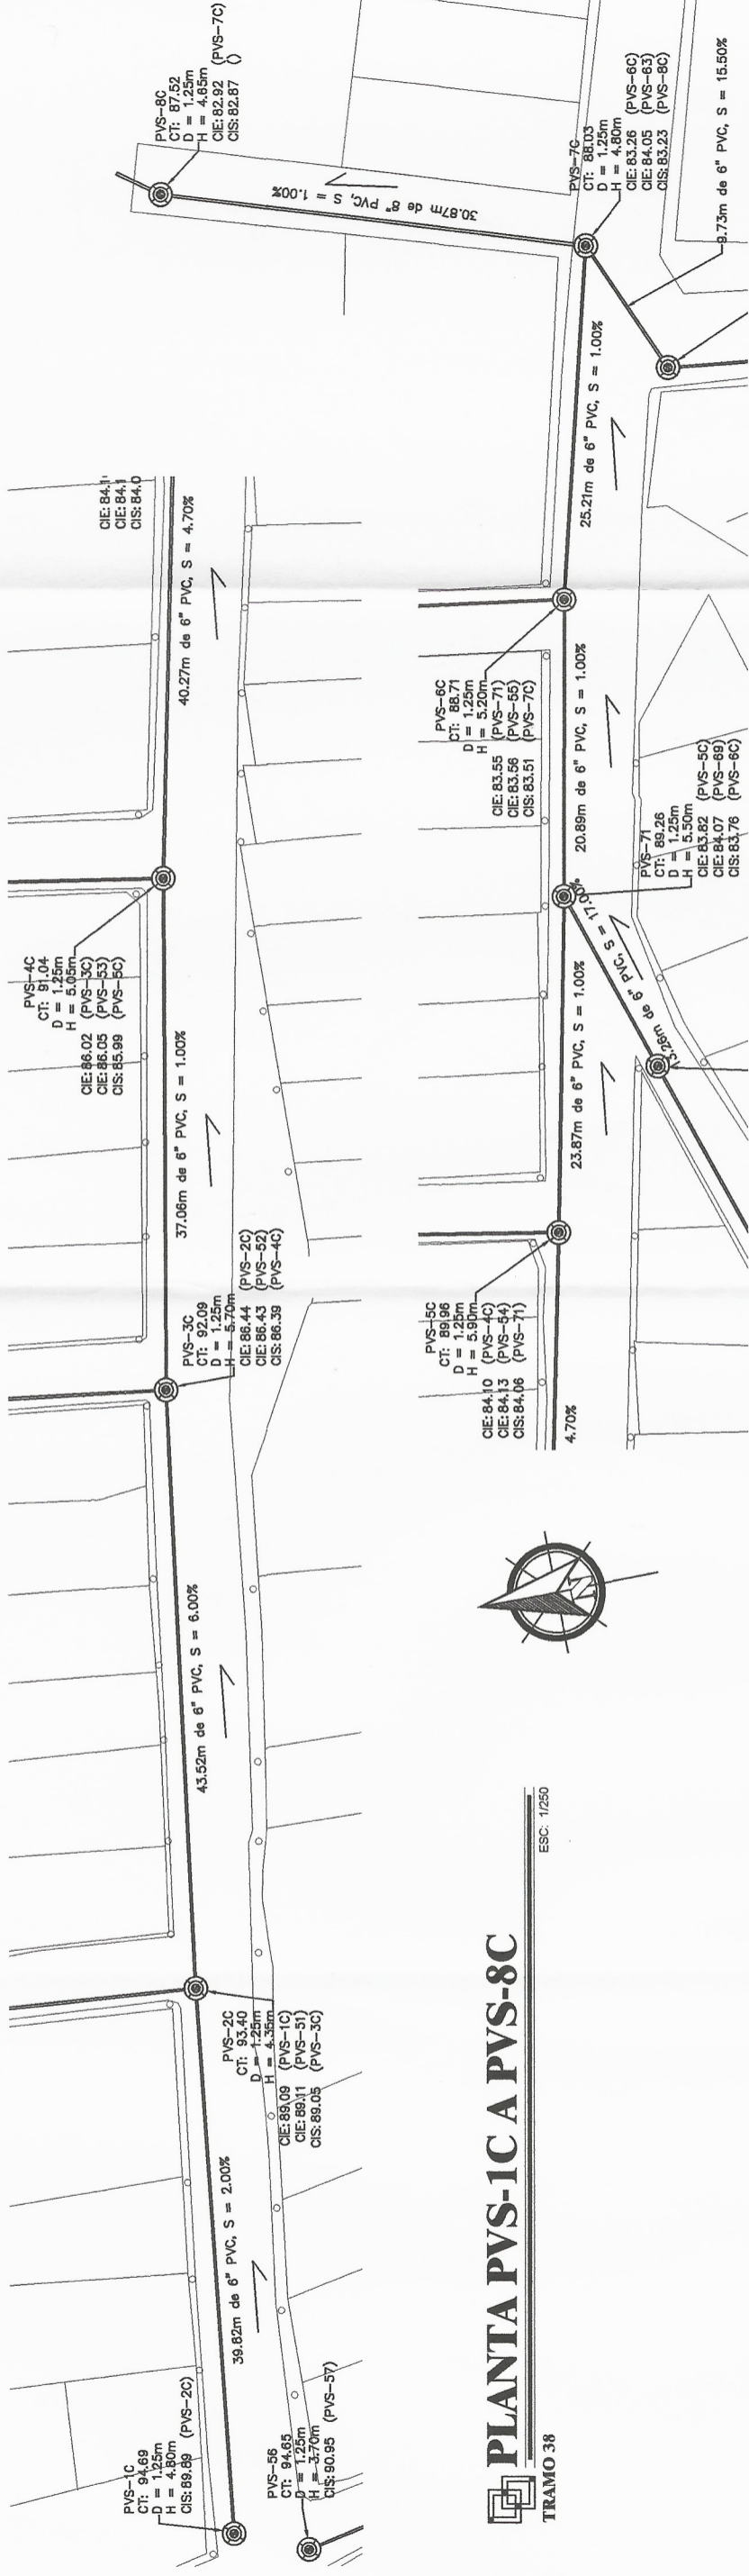 PVS-1C
CT: 94.69
D = 1.25m
H = 4.80m
CIS: 89.89 (PVS-2C)
39.82m de 6" PVC, S = 2.00%
PVS-56
CT: 94.65
D = 1.25m
H = 3.70m
CIS: 90.95 (PVS-57)
PVS-2C
CT: 93.40
D = 1.25m
H = 4.35m
CIE: 89.09 (PVS-1C)
CIE: 89.11 (PVS-51)
CIS: 89.05 (PVS-3C)
43.52m de 6" PVC, S = 6.00%
PVS-3C
CT: 92.09
D = 1.25m
H = 5.70m
CIE: 86.44 (PVS-2C)
CIE: 86.43 (PVS-52)
CIS: 86.39 (PVS-4C)
37.06m de 6" PVC, S = 1.00%
PVS-4C
CT: 91.04
D = 1.25m
H = 5.05m
CIE: 86.02 (PVS-3C)
CIE: 86.05 (PVS-53)
CIS: 85.99 (PVS-5C)
40.27m de 6" PVC, S = 4.70%
CIE: 84.1
CIE: 84.1
CIS: 84.0
4.70%
PVS-5C
CT: 89.96
D = 1.25m
H = 5.90m
CIE: 84.10 (PVS-4C)
CIE: 84.13 (PVS-54)
CIS: 84.06 (PVS-71)
23.87m de 6" PVC, S = 1.00%
de 6" PVC, S =
PVS-71
CT: 89.26
D = 1.25m
H = 5.50m
CIE: 83.82 (PVS-5C)
CIE: 84.07 (PVS-69)
CIS: 83.76 (PVS-6C)
20.89m de 6" PVC, S = 1.00%
PVS-6C
CT: 88.71
D = 1.25m
H = 5.20m
CIE: 83.55 (PVS-71)
CIE: 83.56 (PVS-55)
CIS: 83.51 (PVS-7C)
25.21m de 6" PVC, S = 1.00%
PVS-7C
CT: 88.03
D = 1.25m
H = 4.80m
CIE: 83.26 (PVS-6C)
CIE: 84.05 (PVS-63)
CIS: 83.23 (PVS-8C)
9.73m de 6" PVC, S = 15.50%
30.87m de 8" PVC, S = 1.00%
PVS-8C
CT: 87.52
D = 1.25m
H = 4.65m
CIE: 82.92 (PVS-7C)
CIS: 82.87 ()
N
PLANTA PVS-1C A PVS-8C
TRAMO 38
ESC: 1/250